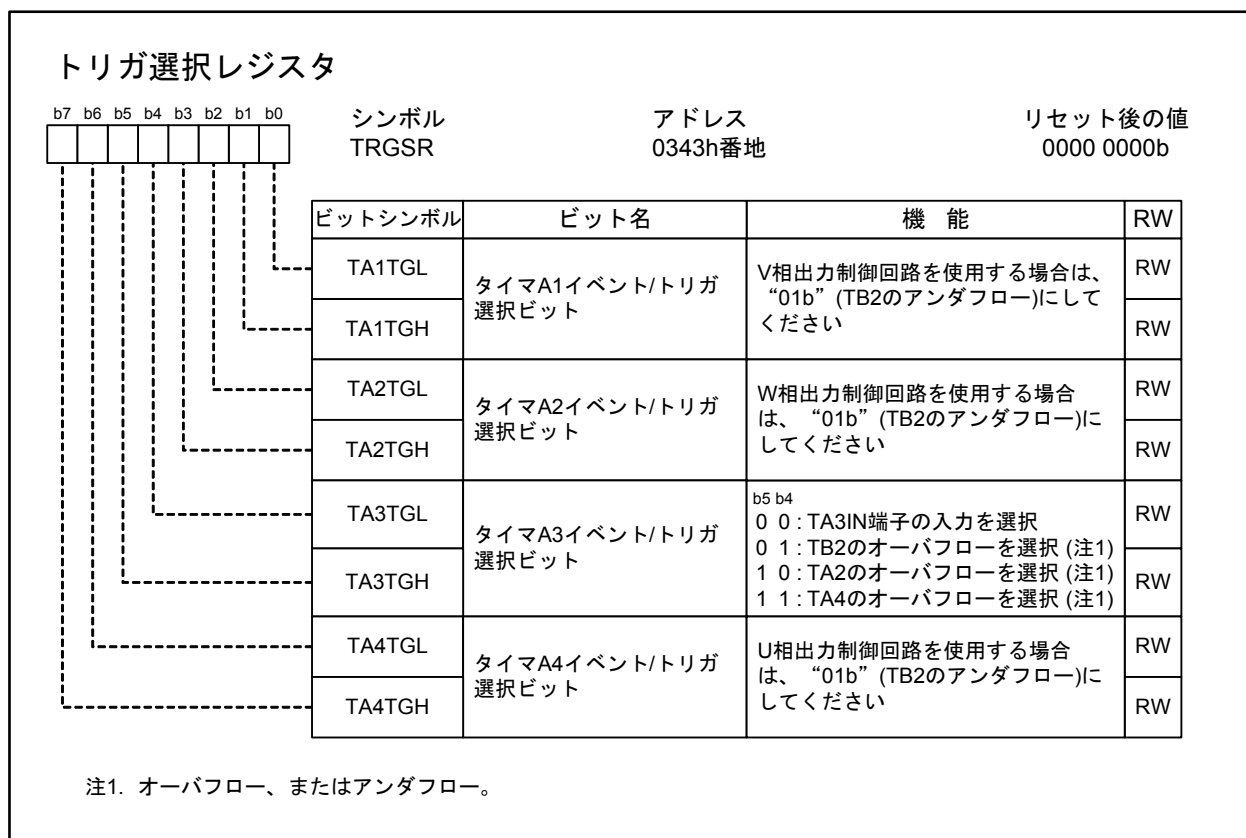 トリガ選択レジスタ
b7 b6 b5 b4 b3 b2 b1 b0
シンボル アドレス リセット後の値
TRGSR 0343h番地 0000 0000b
ビットシンボル ビット名 機 能 RW
TA1TGL RW
タイマA1イベント/トリガ
選択ビット
V相出力制御回路を使用する場合は、
“01b”(TB2のアンダフロー)にして
ください
TA1TGH RW
TA2TGL RW
タイマA2イベント/トリガ
選択ビット
W相出力制御回路を使用する場合
は、“01b”(TB2のアンダフロー)に
してください
TA2TGH RW
TA3TGL RW
タイマA3イベント/トリガ
選択ビット
b5 b4
0 0 : TA3IN端子の入力を選択
0 1 : TB2のオーバフローを選択 (注1)
1 0 : TA2のオーバフローを選択 (注1)
1 1 : TA4のオーバフローを選択 (注1)
TA3TGH RW
TA4TGL RW
タイマA4イベント/トリガ
選択ビット
U相出力制御回路を使用する場合
は、“01b”(TB2のアンダフロー)に
してください
TA4TGH RW
注1. オーバフロー、またはアンダフロー。